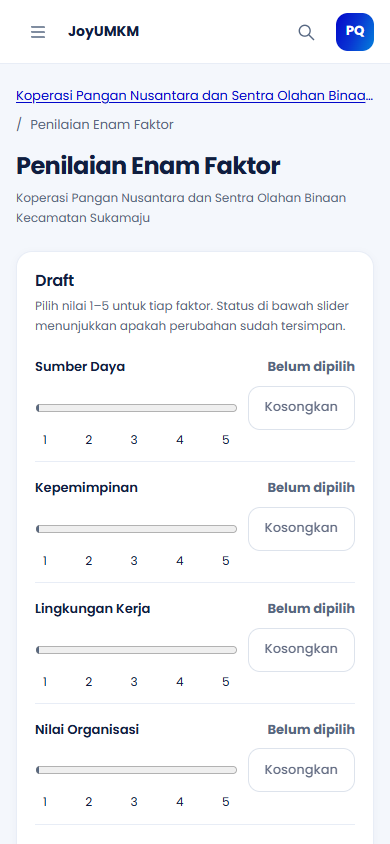 JoyUMKM
PQ
Koperasi Pangan Nusantara dan Sentra Olahan Binaa...
/ Penilaian Enam Faktor
Penilaian Enam Faktor
Koperasi Pangan Nusantara dan Sentra Olahan Binaan
Kecamatan Sukamaju
Draft
Pilih nilai 1–5 untuk tiap faktor. Status di bawah slider
menunjukkan apakah perubahan sudah tersimpan.
Sumber Daya Belum dipilih
Kosongkan
1 2 3 4 5
Kepemimpinan Belum dipilih
Kosongkan
1 2 3 4 5
Lingkungan Kerja Belum dipilih
Kosongkan
1 2 3 4 5
Nilai Organisasi Belum dipilih
Kosongkan
1 2 3 4 5